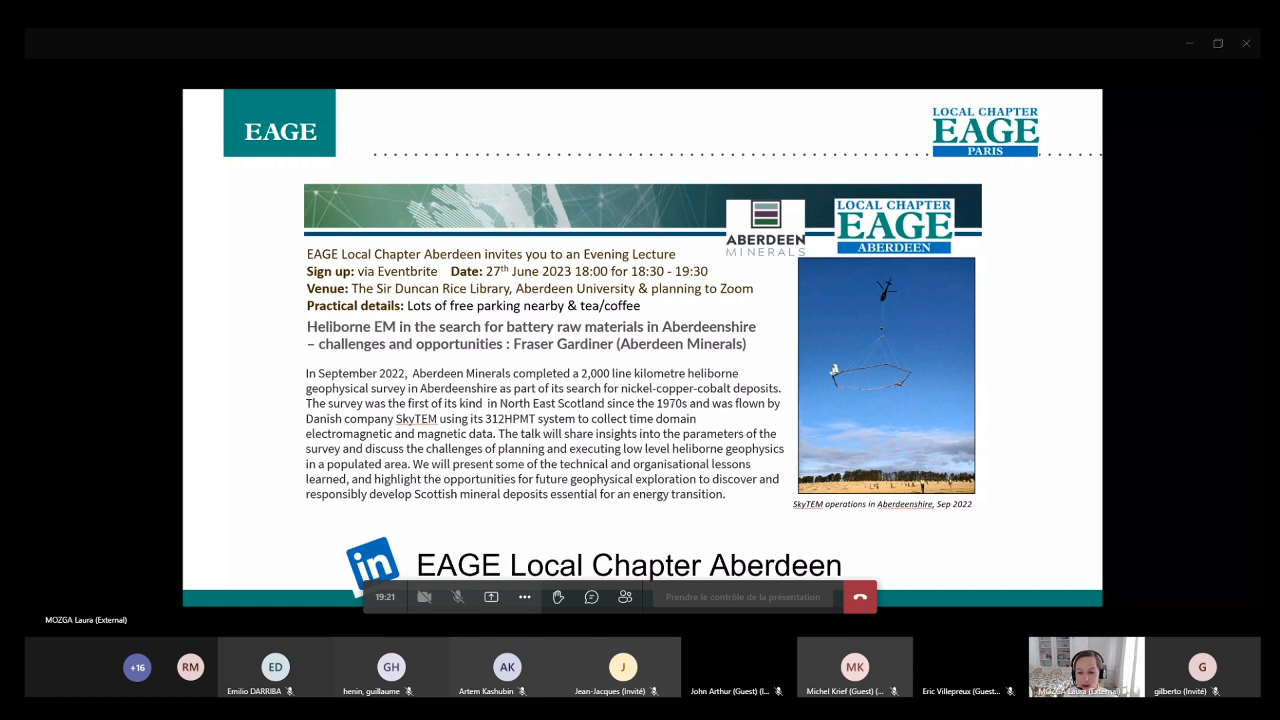 EAGE
LOCAL CHAPTER
EAGE
PARIS
ABERDEEN
MINERALS
LOCAL CHAPTER
EAGE
ABERDEEN
EAGE Local Chapter Aberdeen invites you to an Evening Lecture
Sign up: via Eventbrite Date: 27th June 2023 18:00 for 18:30 - 19:30
Venue: The Sir Duncan Rice Library, Aberdeen University & planning to Zoom
Practical details: Lots of free parking nearby & tea/coffee
Heliborne EM in the search for battery raw materials in Aberdeenshire
– challenges and opportunities : Fraser Gardiner (Aberdeen Minerals)
In September 2022, Aberdeen Minerals completed a 2,000 line kilometre heliborne
geophysical survey in Aberdeenshire as part of its search for nickel-copper-cobalt deposits.
The survey was the first of its kind in North East Scotland since the 1970s and was flown by
Danish company SkyTEM using its 312HPMT system to collect time domain
electromagnetic and magnetic data. The talk will share insights into the parameters of the
survey and discuss the challenges of planning and executing low level heliborne geophysics
in a populated area. We will present some of the technical and organisational lessons
learned, and highlight the opportunities for future geophysical exploration to discover and
responsibly develop Scottish mineral deposits essential for an energy transition.
SkyTEM operations in Aberdeenshire, Sep 2022
in EAGE Local Chapter Aberdeen
19:21 Prendre le contrôle de la présentation
MOZGA Laura (External)
+16 RM ED GH AK J MK G
Emilio DARRIBA henin, guillaume Artem Kashubin Jean-Jacques (Invité) John Arthur (Guest) (I... Michel Krief (Guest) (... Eric Villepreux (Guest... MOZGA Laura (External) gilberto (Invité)